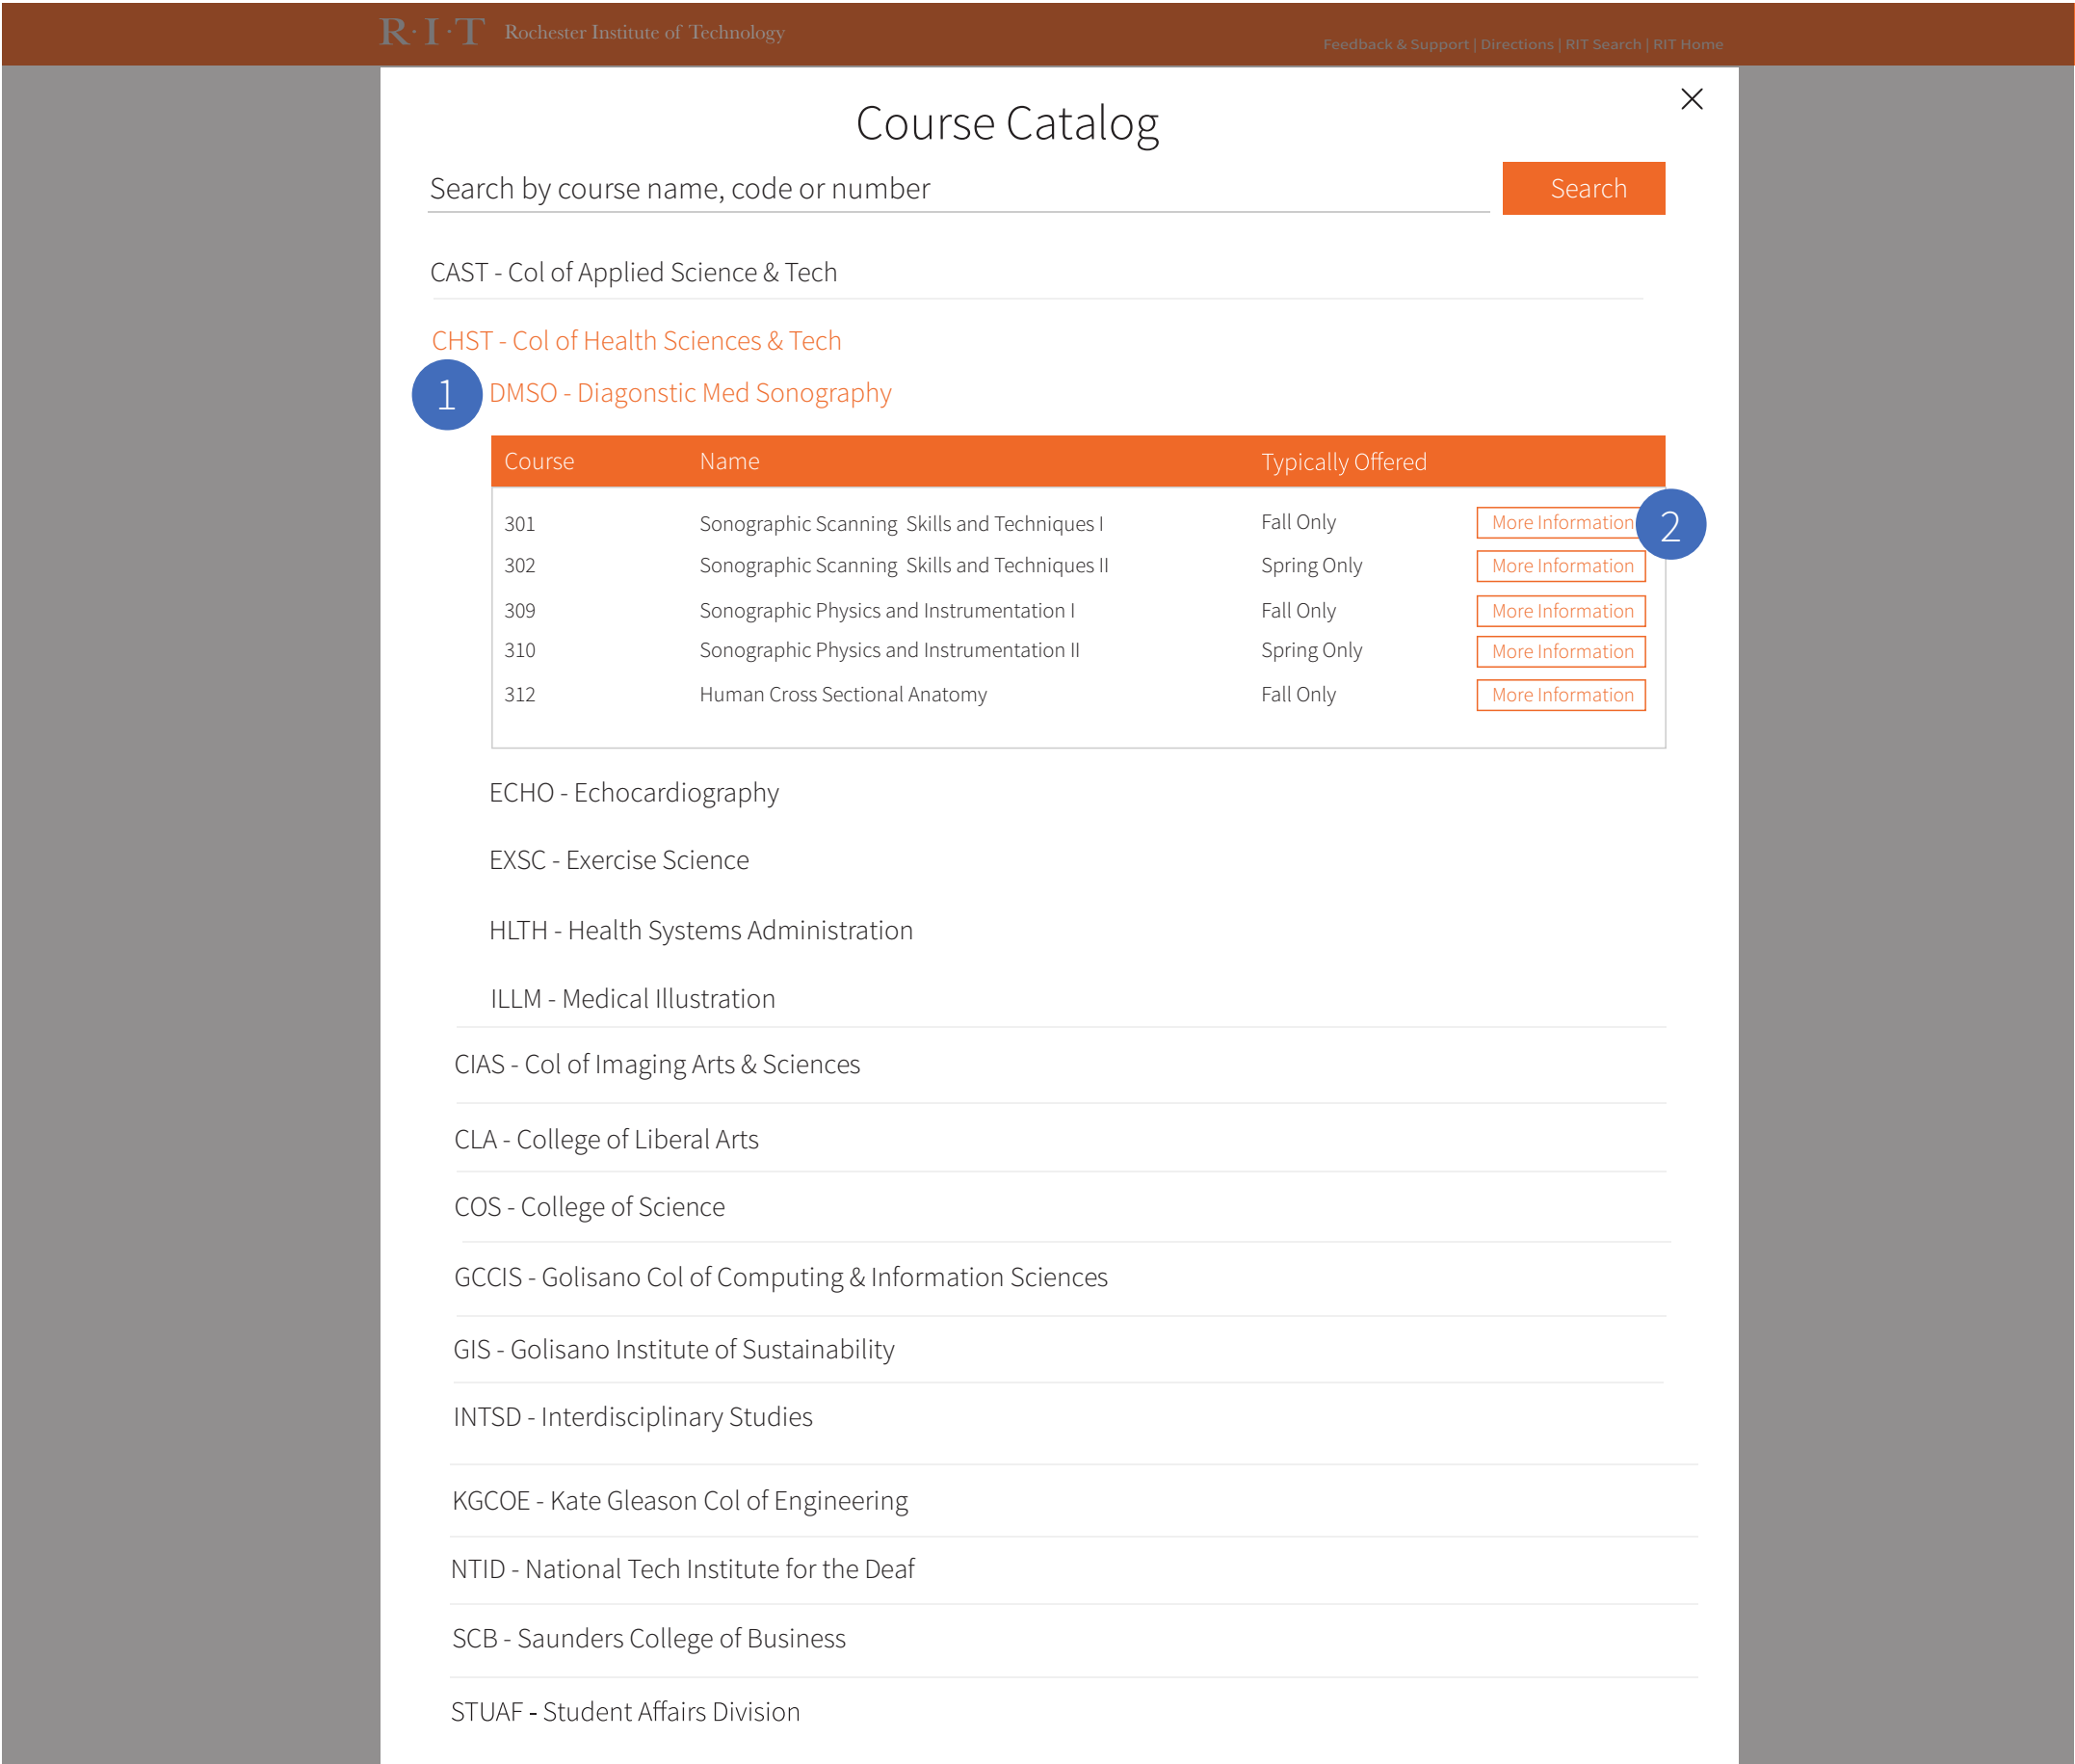 R·I·T Rochester Institute of Technology
Feedback & Support | Directions | RIT Search | RIT Home
Course Catalog
Search by course name, code or number
Search
CAST - Col of Applied Science & Tech
CHST - Col of Health Sciences & Tech
1
DMSO - Diagonstic Med Sonography
Course Name Typically Offered
301 Sonographic Scanning Skills and Techniques I Fall Only More Information
2
302 Sonographic Scanning Skills and Techniques II Spring Only More Information
309 Sonographic Physics and Instrumentation I Fall Only More Information
310 Sonographic Physics and Instrumentation II Spring Only More Information
312 Human Cross Sectional Anatomy Fall Only More Information
ECHO - Echocardiography
EXSC - Exercise Science
HLTH - Health Systems Administration
ILLM - Medical Illustration
CIAS - Col of Imaging Arts & Sciences
CLA - College of Liberal Arts
COS - College of Science
GCCIS - Golisano Col of Computing & Information Sciences
GIS - Golisano Institute of Sustainability
INTSD - Interdisciplinary Studies
KGCOE - Kate Gleason Col of Engineering
NTID - National Tech Institute for the Deaf
SCB - Saunders College of Business
STUAF - Student Affairs Division